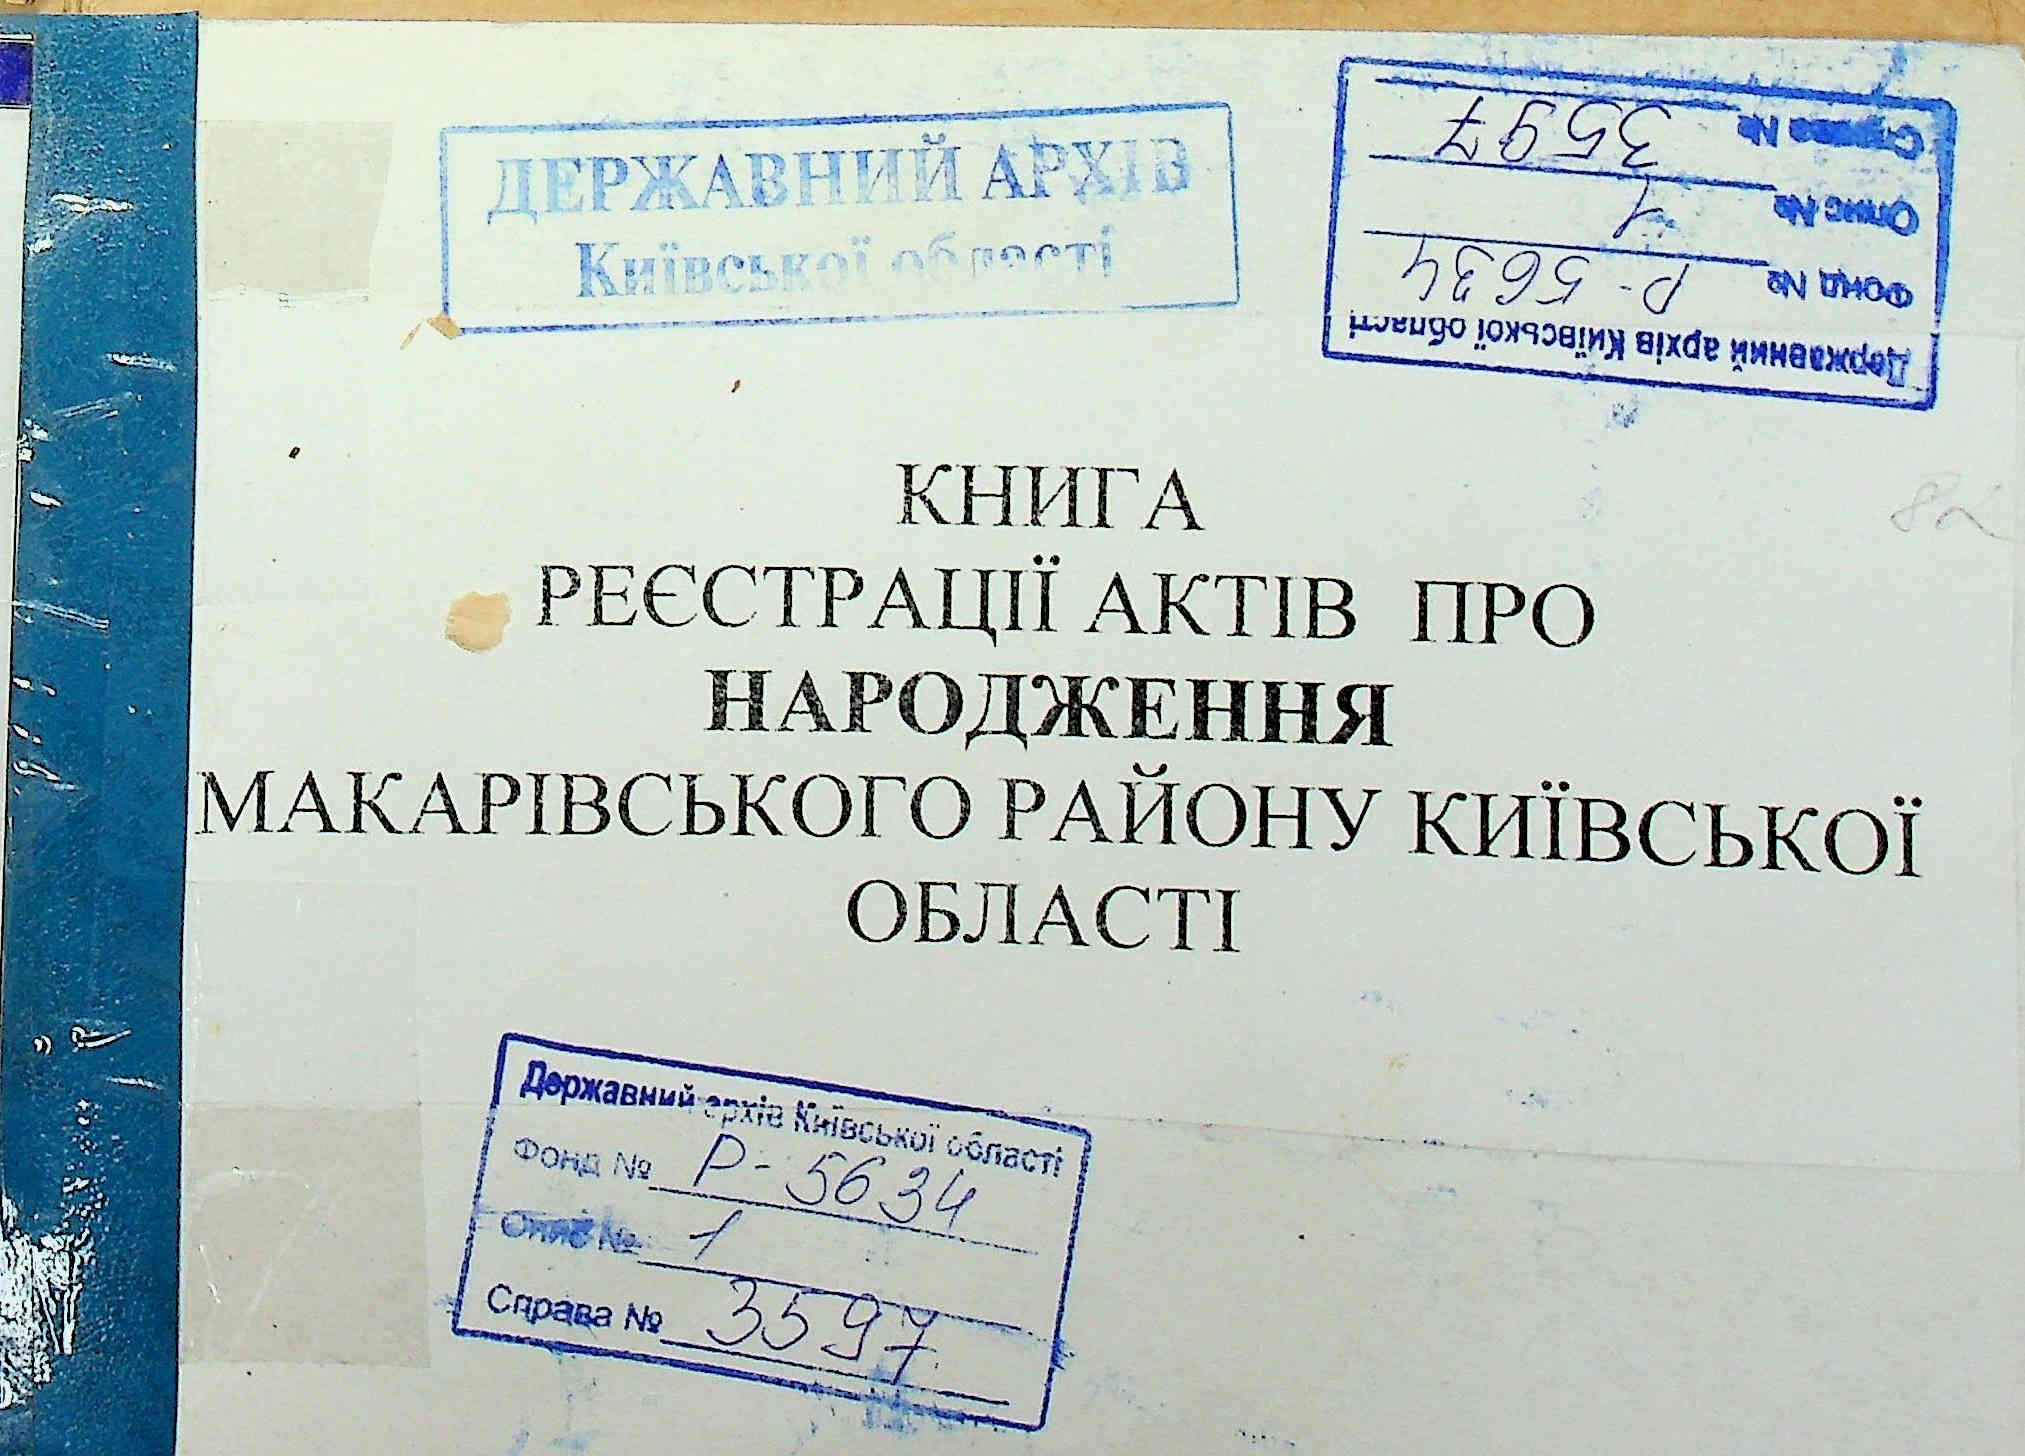 ДЕРЖАВНИЙ АРХІВ
Київської області
Державний архів Київської області
Фонд № Р-5634
Опис № 1
Справа № 3597
КНИГА
РЕЄСТРАЦІЇ АКТІВ ПРО
НАРОДЖЕННЯ
МАКАРІВСЬКОГО РАЙОНУ КИЇВСЬКОЇ
ОБЛАСТІ
Державний архів Київської області
Фонд № Р-5634
Опис № 1
Справа № 3597